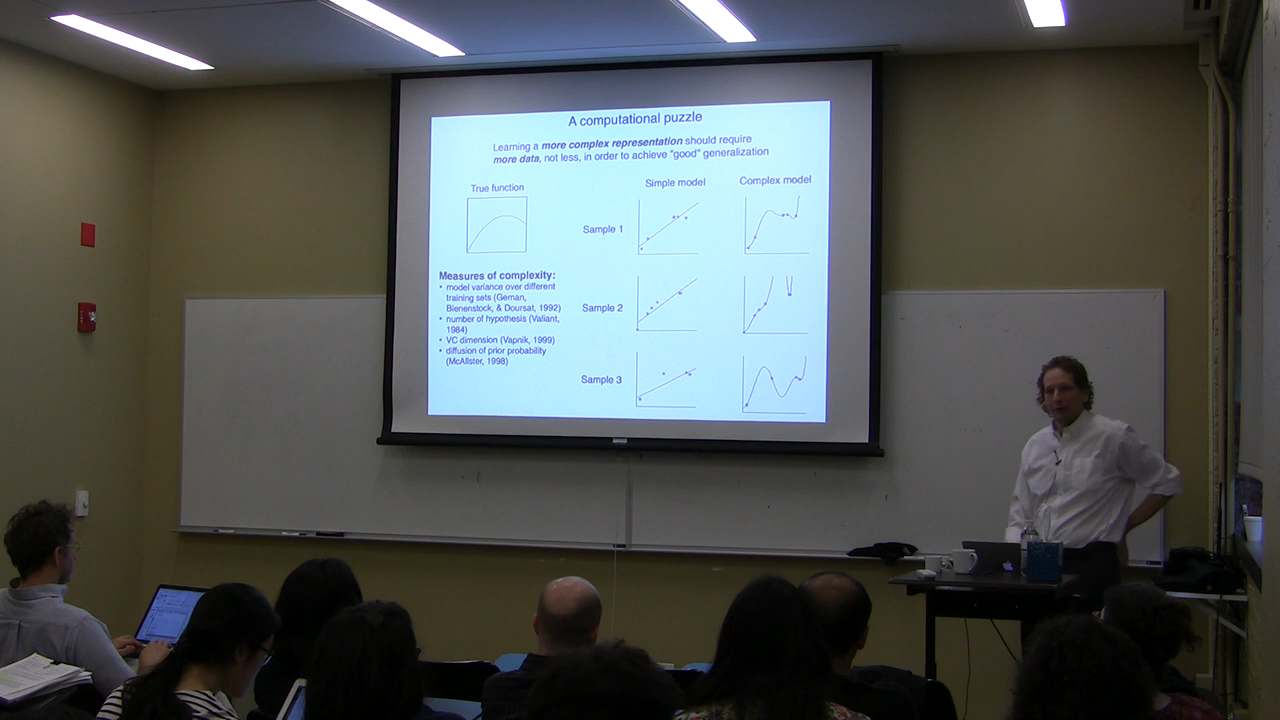 A computational puzzle
Learning a more complex representation should require
more data, not less, in order to achieve "good" generalization
True function
Simple model
Complex model
Sample 1
Measures of complexity:
• model variance over different
training sets (Geman,
Bienenstock, & Doursat, 1992)
• number of hypothesis (Valiant,
1984)
• VC dimension (Vapnik, 1999)
• diffusion of prior probability
(McAllster, 1998)
Sample 2
Sample 3